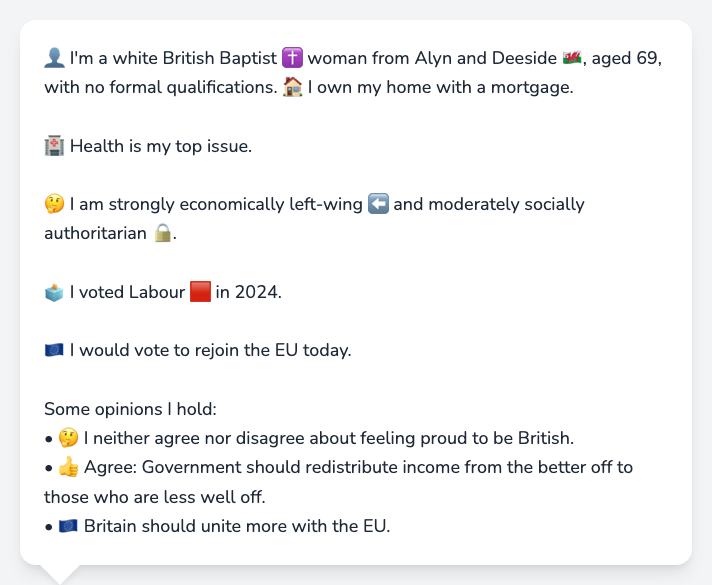 👤 I'm a white British Baptist ✝️ woman from Alyn and Deeside 🏴󠁧󠁢󠁷󠁬󠁳󠁿, aged 69,
with no formal qualifications. 🏠 I own my home with a mortgage.
🏥 Health is my top issue.
🤔 I am strongly economically left-wing ⬅️ and moderately socially
authoritarian 🔒.
🗳️ I voted Labour 🟥 in 2024.
🇪🇺 I would vote to rejoin the EU today.
Some opinions I hold:
• 🤔 I neither agree nor disagree about feeling proud to be British.
• 👍 Agree: Government should redistribute income from the better off to
those who are less well off.
• 🇪🇺 Britain should unite more with the EU.